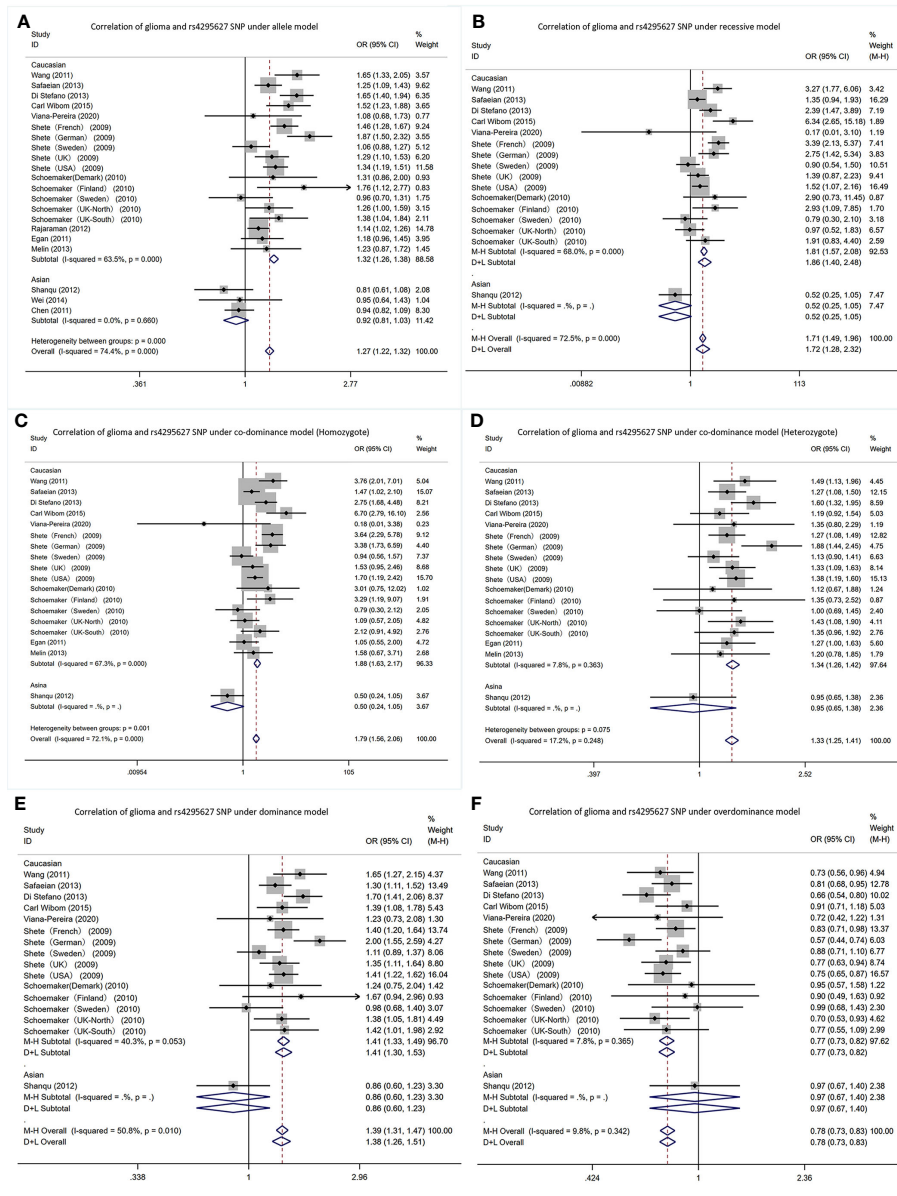 A
Correlation of glioma and rs4295627 SNP under allele model
Study %
ID OR (95% CI) Weight
Caucasian
Wang (2011) 1.65 (1.33, 2.05) 3.57
Safaeian (2013) 1.25 (1.09, 1.43) 9.62
Di Stefano (2013) 1.65 (1.40, 1.94) 6.35
Carl Wibom (2015) 1.52 (1.23, 1.88) 3.65
Viana-Pereira (2020) 1.08 (0.68, 1.73) 0.77
Shete (French) (2009) 1.46 (1.28, 1.67) 9.24
Shete (German) (2009) 1.87 (1.50, 2.32) 3.55
Shete (Sweden) (2009) 1.06 (0.88, 1.27) 5.12
Shete (UK) (2009) 1.29 (1.10, 1.53) 6.20
Shete (USA) (2009) 1.34 (1.19, 1.51) 11.58
Schoemaker(Demark) (2010) 1.31 (0.86, 2.00) 0.93
Schoemaker (Finland) (2010) 1.76 (1.12, 2.77) 0.83
Schoemaker (Sweden) (2010) 0.96 (0.70, 1.31) 1.75
Schoemaker (UK-North) (2010) 1.26 (1.00, 1.59) 3.15
Schoemaker (UK-South) (2010) 1.38 (1.04, 1.84) 2.11
Rajaraman (2012) 1.14 (1.02, 1.26) 14.78
Egan (2011) 1.18 (0.96, 1.45) 3.95
Melin (2013) 1.23 (0.87, 1.72) 1.45
Subtotal (I-squared = 63.5%, p = 0.000) 1.32 (1.26, 1.38) 88.58
.
Asian
Shanqu (2012) 0.81 (0.61, 1.08) 2.08
Wei (2014) 0.95 (0.64, 1.43) 1.04
Chen (2011) 0.94 (0.82, 1.09) 8.30
Subtotal (I-squared = 0.0%, p = 0.660) 0.92 (0.81, 1.03) 11.42
.
Heterogeneity between groups: p = 0.000
Overall (I-squared = 74.4%, p = 0.000) 1.27 (1.22, 1.32) 100.00
.361 1 2.77
B
Correlation of glioma and rs4295627 SNP under recessive model
%
Study Weight
ID OR (95% CI) (M-H)
Caucasian
Wang (2011) 3.27 (1.77, 6.06) 3.42
Safaeian (2013) 1.35 (0.94, 1.93) 16.29
Di Stefano (2013) 2.39 (1.47, 3.89) 7.19
Carl Wibom (2015) 6.34 (2.65, 15.18) 1.89
Viana-Pereira (2020) 0.17 (0.01, 3.10) 1.19
Shete (French) (2009) 3.39 (2.13, 5.37) 7.41
Shete (German) (2009) 2.75 (1.42, 5.34) 3.83
Shete (Sweden) (2009) 0.90 (0.54, 1.50) 10.51
Shete (UK) (2009) 1.39 (0.87, 2.23) 9.41
Shete (USA) (2009) 1.52 (1.07, 2.16) 16.49
Schoemaker(Demark) (2010) 2.90 (0.73, 11.45) 0.87
Schoemaker (Finland) (2010) 2.93 (1.09, 7.85) 1.70
Schoemaker (Sweden) (2010) 0.79 (0.30, 2.10) 3.18
Schoemaker (UK-North) (2010) 0.97 (0.52, 1.83) 6.57
Schoemaker (UK-South) (2010) 1.91 (0.83, 4.40) 2.59
M-H Subtotal (I-squared = 68.0%, p = 0.000) 1.81 (1.57, 2.08) 92.53
D+L Subtotal 1.86 (1.40, 2.48)
.
Asian
Shanqu (2012) 0.52 (0.25, 1.05) 7.47
M-H Subtotal (I-squared = .%, p = .) 0.52 (0.25, 1.05) 7.47
D+L Subtotal 0.52 (0.25, 1.05)
.
M-H Overall (I-squared = 72.5%, p = 0.000) 1.71 (1.49, 1.96) 100.00
D+L Overall 1.72 (1.28, 2.32)
.00882 1 113
C
Correlation of glioma and rs4295627 SNP under co-dominance model (Homozygote)
Study %
ID OR (95% CI) Weight
Caucasian
Wang (2011) 3.76 (2.01, 7.01) 5.04
Safaeian (2013) 1.47 (1.02, 2.10) 15.07
Di Stefano (2013) 2.75 (1.68, 4.48) 8.21
Carl Wibom (2015) 6.70 (2.79, 16.10) 2.56
Viana-Pereira (2020) 0.18 (0.01, 3.38) 0.23
Shete (French) (2009) 3.64 (2.29, 5.78) 9.12
Shete (German) (2009) 3.38 (1.73, 6.59) 4.40
Shete (Sweden) (2009) 0.94 (0.56, 1.57) 7.37
Shete (UK) (2009) 1.53 (0.95, 2.46) 8.68
Shete (USA) (2009) 1.70 (1.19, 2.42) 15.70
Schoemaker(Demark) (2010) 3.01 (0.75, 12.02) 1.02
Schoemaker (Finland) (2010) 3.29 (1.19, 9.07) 1.91
Schoemaker (Sweden) (2010) 0.79 (0.30, 2.12) 2.05
Schoemaker (UK-North) (2010) 1.09 (0.57, 2.05) 4.82
Schoemaker (UK-South) (2010) 2.12 (0.91, 4.92) 2.76
Egan (2011) 1.05 (0.55, 2.00) 4.72
Melin (2013) 1.58 (0.67, 3.71) 2.68
Subtotal (I-squared = 67.3%, p = 0.000) 1.88 (1.63, 2.17) 96.33
.
Asina
Shanqu (2012) 0.50 (0.24, 1.05) 3.67
Subtotal (I-squared = .%, p = .) 0.50 (0.24, 1.05) 3.67
.
Heterogeneity between groups: p = 0.001
Overall (I-squared = 72.1%, p = 0.000) 1.79 (1.56, 2.06) 100.00
.00954 1 105
D
Correlation of glioma and rs4295627 SNP under co-dominance model (Heterozygote)
Study %
ID OR (95% CI) Weight
Caucasian
Wang (2011) 1.49 (1.13, 1.96) 4.45
Safaeian (2013) 1.27 (1.08, 1.50) 12.15
Di Stefano (2013) 1.60 (1.32, 1.95) 8.59
Carl Wibom (2015) 1.19 (0.92, 1.54) 5.03
Viana-Pereira (2020) 1.35 (0.80, 2.29) 1.19
Shete (French) (2009) 1.27 (1.08, 1.49) 12.82
Shete (German) (2009) 1.88 (1.44, 2.45) 4.75
Shete (Sweden) (2009) 1.13 (0.90, 1.41) 6.63
Shete (UK) (2009) 1.33 (1.09, 1.63) 8.14
Shete (USA) (2009) 1.38 (1.19, 1.60) 15.13
Schoemaker(Demark) (2010) 1.12 (0.67, 1.88) 1.24
Schoemaker (Finland) (2010) 1.35 (0.73, 2.52) 0.87
Schoemaker (Sweden) (2010) 1.00 (0.69, 1.45) 2.40
Schoemaker (UK-North) (2010) 1.43 (1.08, 1.90) 4.11
Schoemaker (UK-South) (2010) 1.35 (0.96, 1.92) 2.76
Egan (2011) 1.27 (1.00, 1.63) 5.60
Melin (2013) 1.20 (0.78, 1.85) 1.79
Subtotal (I-squared = 7.8%, p = 0.363) 1.34 (1.26, 1.42) 97.64
.
Asian
Shanqu (2012) 0.95 (0.65, 1.38) 2.36
Subtotal (I-squared = .%, p = .) 0.95 (0.65, 1.38) 2.36
.
Heterogeneity between groups: p = 0.075
Overall (I-squared = 17.2%, p = 0.248) 1.33 (1.25, 1.41) 100.00
.397 1 2.52
E
Correlation of glioma and rs4295627 SNP under dominance model
%
Study Weight
ID OR (95% CI) (M-H)
Caucasian
Wang (2011) 1.65 (1.27, 2.15) 4.37
Safaeian (2013) 1.30 (1.11, 1.52) 13.49
Di Stefano (2013) 1.70 (1.41, 2.06) 8.37
Carl Wibom (2015) 1.39 (1.08, 1.78) 5.43
Viana-Pereira (2020) 1.23 (0.73, 2.08) 1.30
Shete (French) (2009) 1.40 (1.20, 1.64) 13.74
Shete (German) (2009) 2.00 (1.55, 2.59) 4.27
Shete (Sweden) (2009) 1.11 (0.89, 1.37) 8.06
Shete (UK) (2009) 1.35 (1.11, 1.64) 8.80
Shete (USA) (2009) 1.41 (1.22, 1.62) 16.04
Schoemaker(Demark) (2010) 1.24 (0.75, 2.04) 1.42
Schoemaker (Finland) (2010) 1.67 (0.94, 2.96) 0.93
Schoemaker (Sweden) (2010) 0.98 (0.68, 1.40) 3.07
Schoemaker (UK-North) (2010) 1.38 (1.05, 1.81) 4.49
Schoemaker (UK-South) (2010) 1.42 (1.01, 1.98) 2.92
M-H Subtotal (I-squared = 40.3%, p = 0.053) 1.41 (1.33, 1.49) 96.70
D+L Subtotal 1.41 (1.30, 1.53)
.
Asian
Shanqu (2012) 0.86 (0.60, 1.23) 3.30
M-H Subtotal (I-squared = .%, p = .) 0.86 (0.60, 1.23) 3.30
D+L Subtotal 0.86 (0.60, 1.23)
.
M-H Overall (I-squared = 50.8%, p = 0.010) 1.39 (1.31, 1.47) 100.00
D+L Overall 1.38 (1.26, 1.51)
.338 1 2.96
F
Correlation of glioma and rs4295627 SNP under overdominance model
%
Study Weight
ID OR (95% CI) (M-H)
Caucasian
Wang (2011) 0.73 (0.56, 0.96) 4.94
Safaeian (2013) 0.81 (0.68, 0.95) 12.78
Di Stefano (2013) 0.66 (0.54, 0.80) 10.02
Carl Wibom (2015) 0.91 (0.71, 1.18) 5.03
Viana-Pereira (2020) 0.72 (0.42, 1.22) 1.31
Shete (French) (2009) 0.83 (0.71, 0.98) 13.37
Shete (German) (2009) 0.57 (0.44, 0.74) 6.03
Shete (Sweden) (2009) 0.88 (0.71, 1.10) 6.77
Shete (UK) (2009) 0.77 (0.63, 0.94) 8.74
Shete (USA) (2009) 0.75 (0.65, 0.87) 16.57
Schoemaker(Demark) (2010) 0.95 (0.57, 1.58) 1.22
Schoemaker (Finland) (2010) 0.90 (0.49, 1.63) 0.92
Schoemaker (Sweden) (2010) 0.99 (0.68, 1.43) 2.30
Schoemaker (UK-North) (2010) 0.70 (0.53, 0.93) 4.62
Schoemaker (UK-South) (2010) 0.77 (0.55, 1.09) 2.99
M-H Subtotal (I-squared = 7.8%, p = 0.365) 0.77 (0.73, 0.82) 97.62
D+L Subtotal 0.77 (0.73, 0.82)
.
Asian
Shanqu (2012) 0.97 (0.67, 1.40) 2.38
M-H Subtotal (I-squared = .%, p = .) 0.97 (0.67, 1.40) 2.38
D+L Subtotal 0.97 (0.67, 1.40)
.
M-H Overall (I-squared = 9.8%, p = 0.342) 0.78 (0.73, 0.83) 100.00
D+L Overall 0.78 (0.73, 0.83)
.424 1 2.36